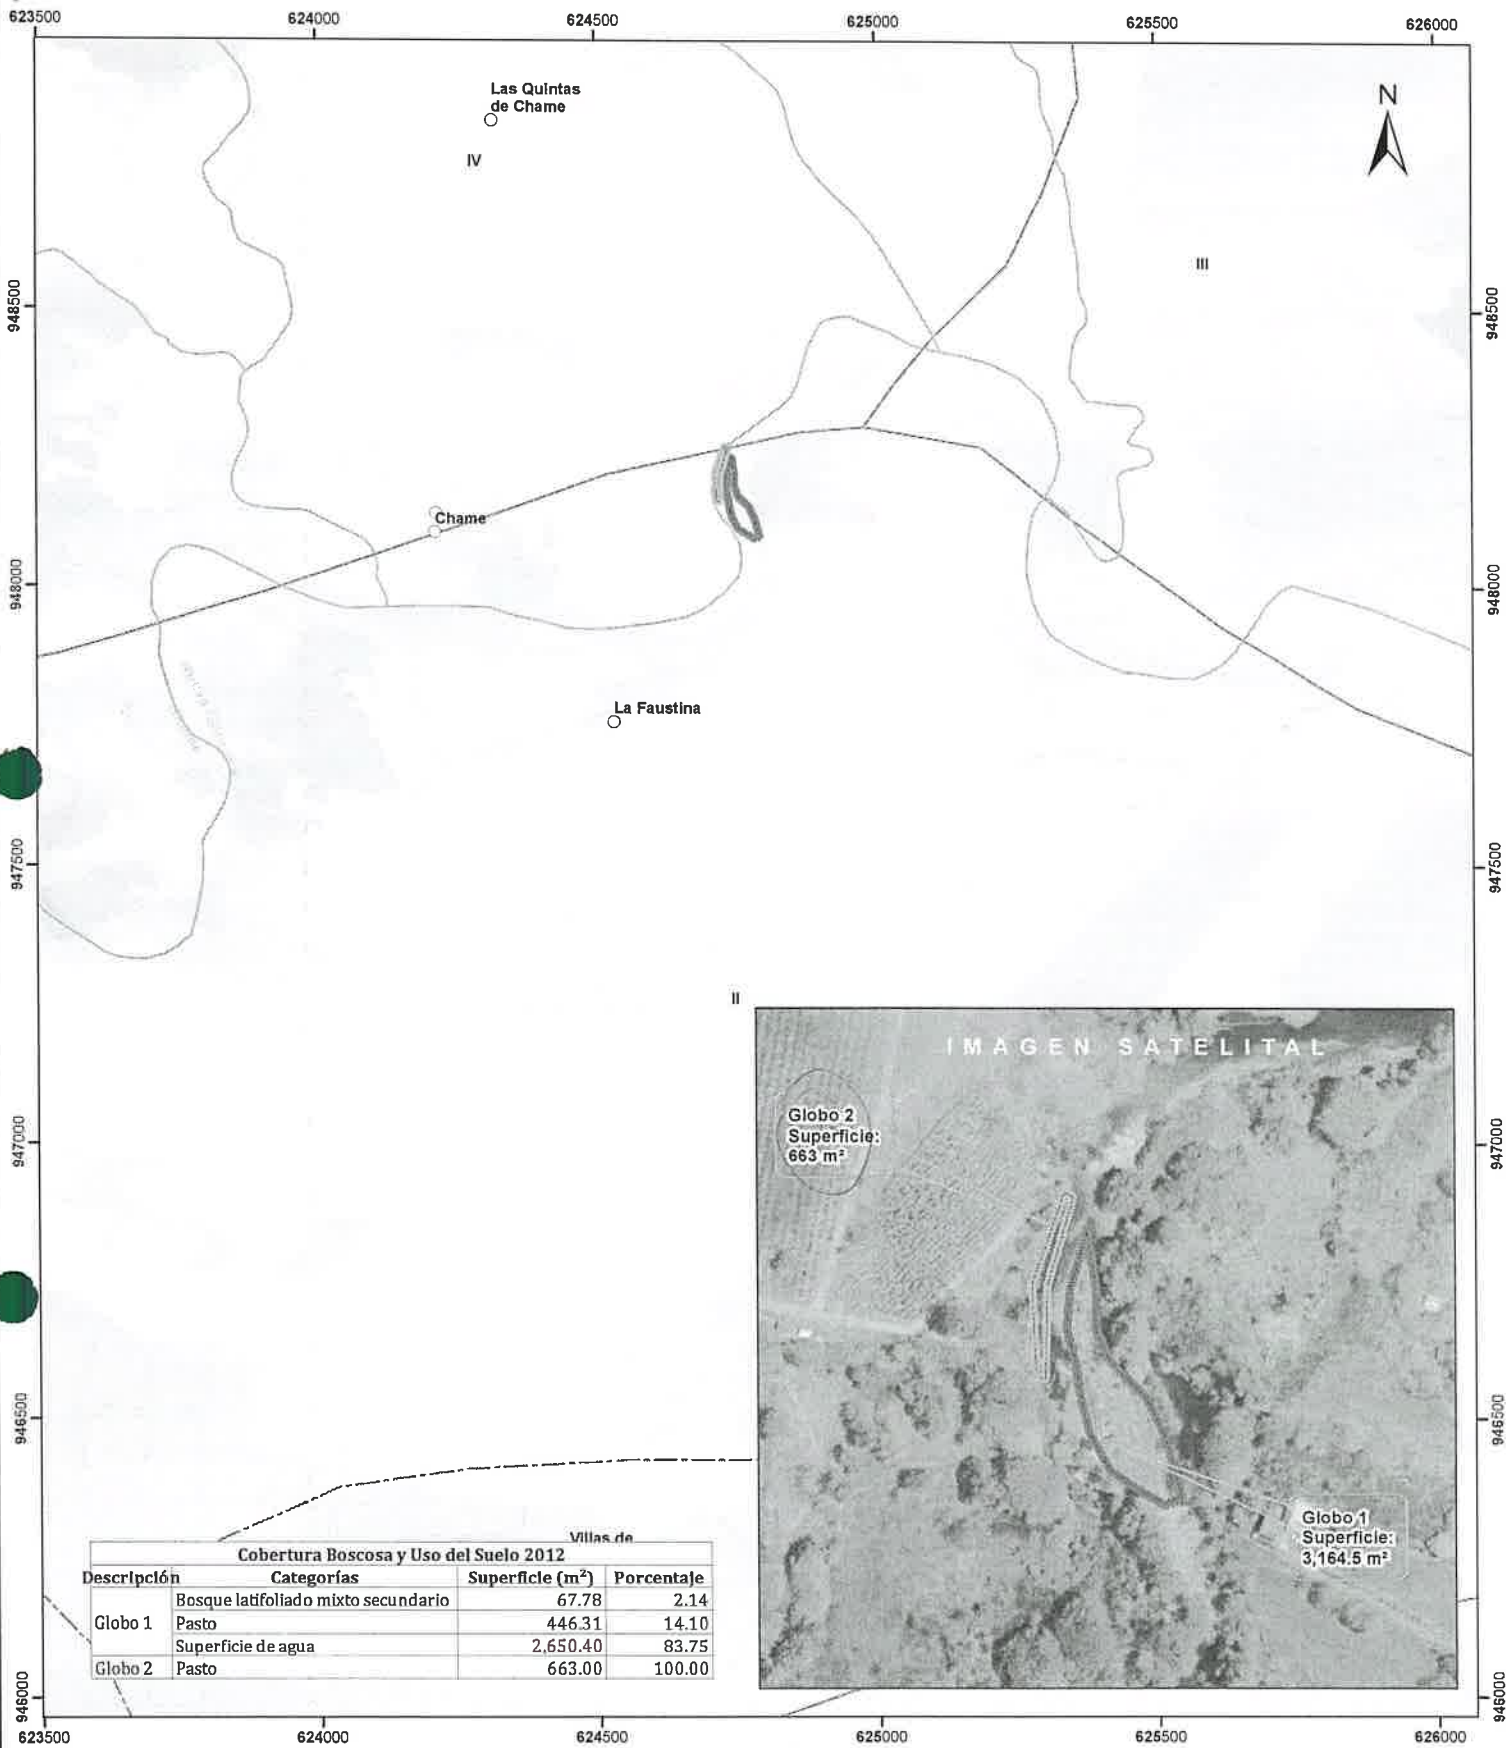 623500 624000 624500 625000 625500 626000
Las Quintas
de Chame
N
IV
III
948500 948500
Chame
948000 948000
La Faustina
947500 947500
II
IMAGEN SATELITAL
Globo 2
Superficie:
663 m²
947000 947000
946500 946500
Globo 1
Superficie:
3,164.5 m²
Villas de
Cobertura Boscosa y Uso del Suelo 2012
Descripción Categorías Superficie (m²) Porcentaje
Globo 1 Bosque latifoliado mixto secundario 67.78 2.14
Pasto 446.31 14.10
Superficie de agua 2,650.40 83.75
Globo 2 Pasto 663.00 100.00
946000 946000
623500 624000 624500 625000 625500 626000